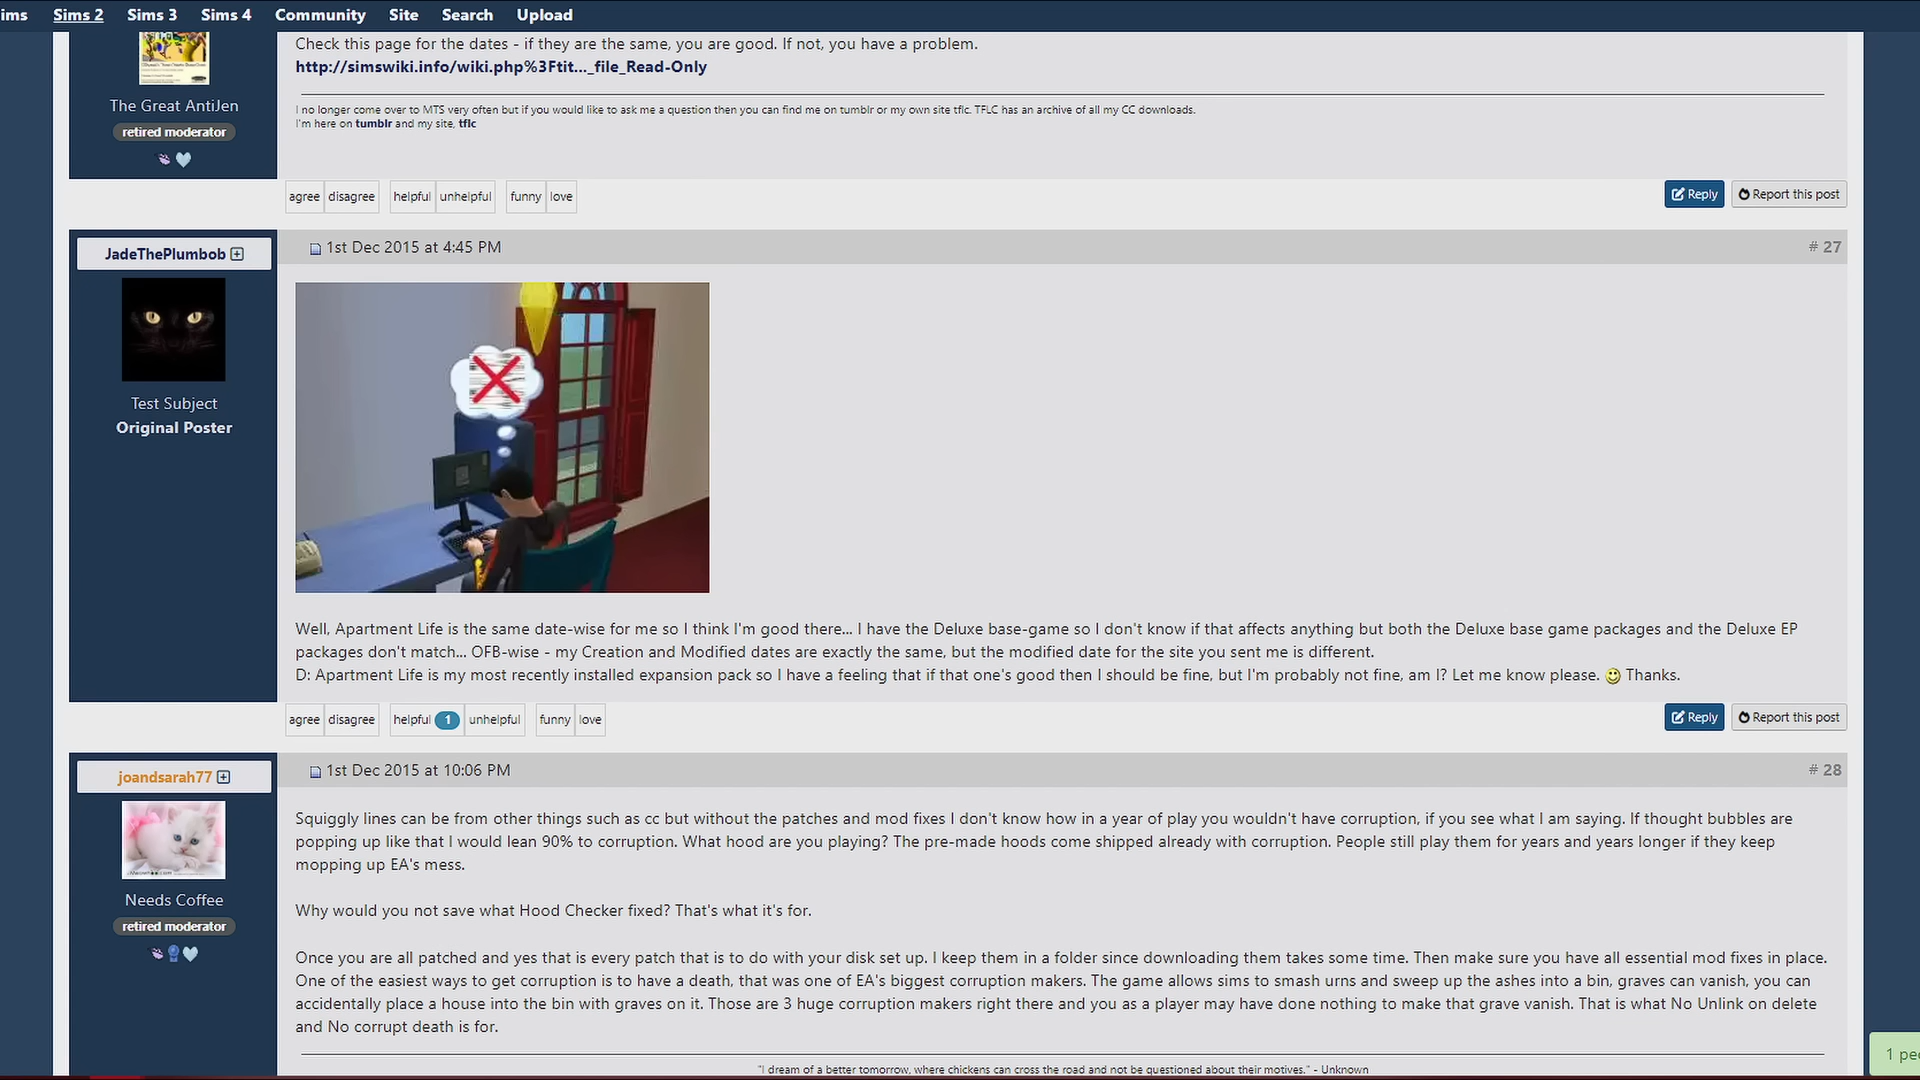 ims Sims 2 Sims 3 Sims 4 Community Site Search Upload
Check this page for the dates - if they are the same, you are good. If not, you have a problem.
http://simswiki.info/wiki.php%3Ftit..._file_Read-Only
The Great AntiJen
retired moderator
I no longer come over to MTS very often but if you would like to ask me a question then you can find me on tumblr or my own site tflc. TFLC has an archive of all my CC downloads.
I'm here on tumblr and my site, tflc
agree disagree helpful unhelpful funny love
Reply Report this post
JadeThePlumbob
1st Dec 2015 at 4:45 PM
# 27
Test Subject
Original Poster
Well, Apartment Life is the same date-wise for me so I think I'm good there... I have the Deluxe base-game so I don't know if that affects anything but both the Deluxe base game packages and the Deluxe EP
packages don't match... OFB-wise - my Creation and Modified dates are exactly the same, but the modified date for the site you sent me is different.
D: Apartment Life is my most recently installed expansion pack so I have a feeling that if that one's good then I should be fine, but I'm probably not fine, am I? Let me know please. Thanks.
agree disagree helpful 1 unhelpful funny love
Reply Report this post
joandsarah77
1st Dec 2015 at 10:06 PM
# 28
Needs Coffee
retired moderator
Squiggly lines can be from other things such as cc but without the patches and mod fixes I don't know how in a year of play you wouldn't have corruption, if you see what I am saying. If thought bubbles are
popping up like that I would lean 90% to corruption. What hood are you playing? The pre-made hoods come shipped already with corruption. People still play them for years and years longer if they keep
mopping up EA's mess.
Why would you not save what Hood Checker fixed? That's what it's for.
Once you are all patched and yes that is every patch that is to do with your disk set up. I keep them in a folder since downloading them takes some time. Then make sure you have all essential mod fixes in place.
One of the easiest ways to get corruption is to have a death, that was one of EA's biggest corruption makers. The game allows sims to smash urns and sweep up the ashes into a bin, graves can vanish, you can
accidentally place a house into the bin with graves on it. Those are 3 huge corruption makers right there and you as a player may have done nothing to make that grave vanish. That is what No Unlink on delete
and No corrupt death is for.
"I dream of a better tomorrow, where chickens can cross the road and not be questioned about their motives." - Unknown
1 peo